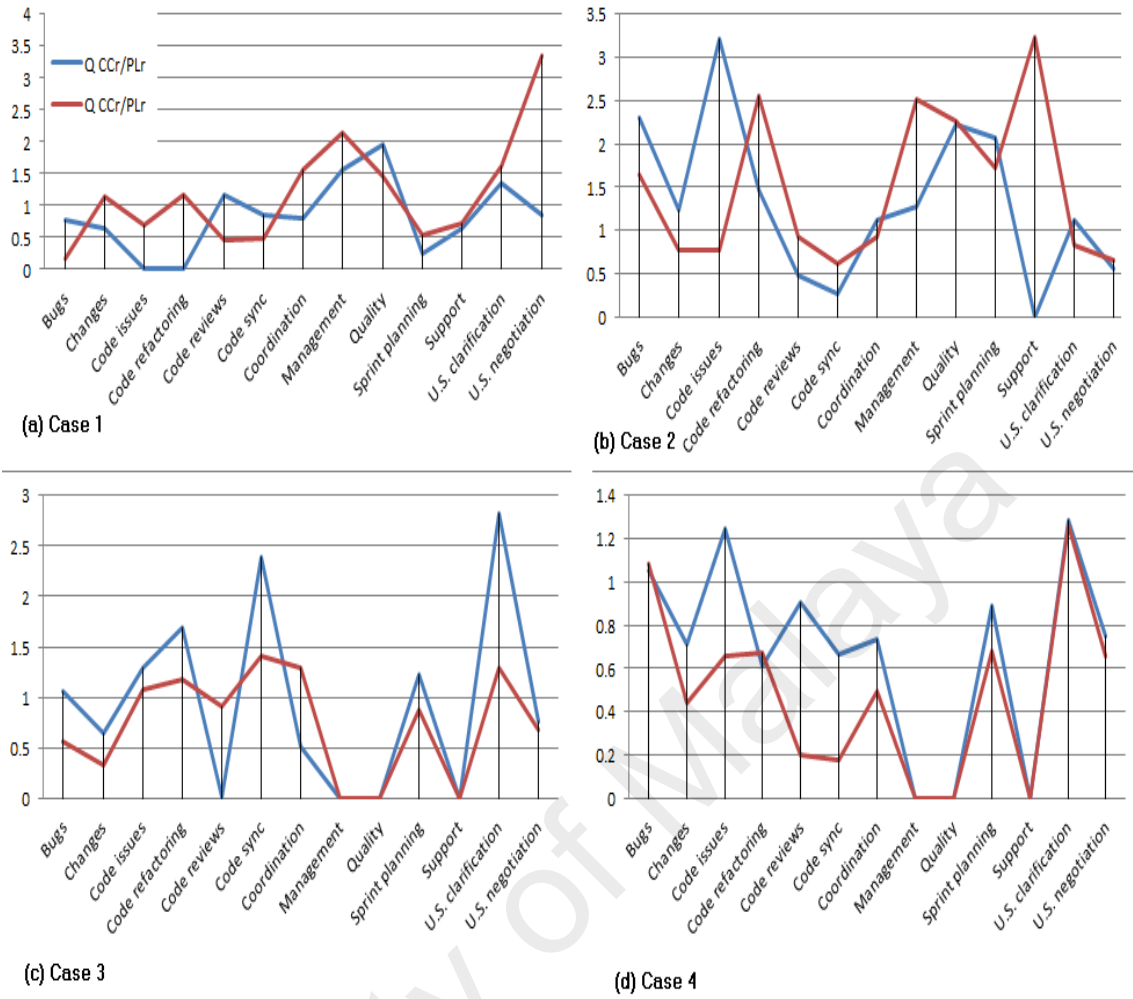 4
3.5
3
2.5
2
1.5
1
0.5
0
Q CCr/PLr
Q CCr/PLr
Bugs
Changes
Code issues
Code refactoring
Code reviews
Code sync
Coordination
Management
Quality
Sprint planning
Support
U.S. clarification
U.S. negotiation
(a) Case 1
3.5
3
2.5
2
1.5
1
0.5
0
Bugs
Changes
Code issues
Code refactoring
Code reviews
Code sync
Coordination
Management
Quality
Sprint planning
Support
U.S. clarification
U.S. negotiation
(b) Case 2
3
2.5
2
1.5
1
0.5
0
Bugs
Changes
Code issues
Code refactoring
Code reviews
Code sync
Coordination
Management
Quality
Sprint planning
Support
U.S. clarification
U.S. negotiation
(c) Case 3
1.4
1.2
1
0.8
0.6
0.4
0.2
0
Bugs
Changes
Code issues
Code refactoring
Code reviews
Code sync
Coordination
Management
Quality
Sprint planning
Support
U.S. clarification
U.S. negotiation
(d) Case 4
y of Malaya